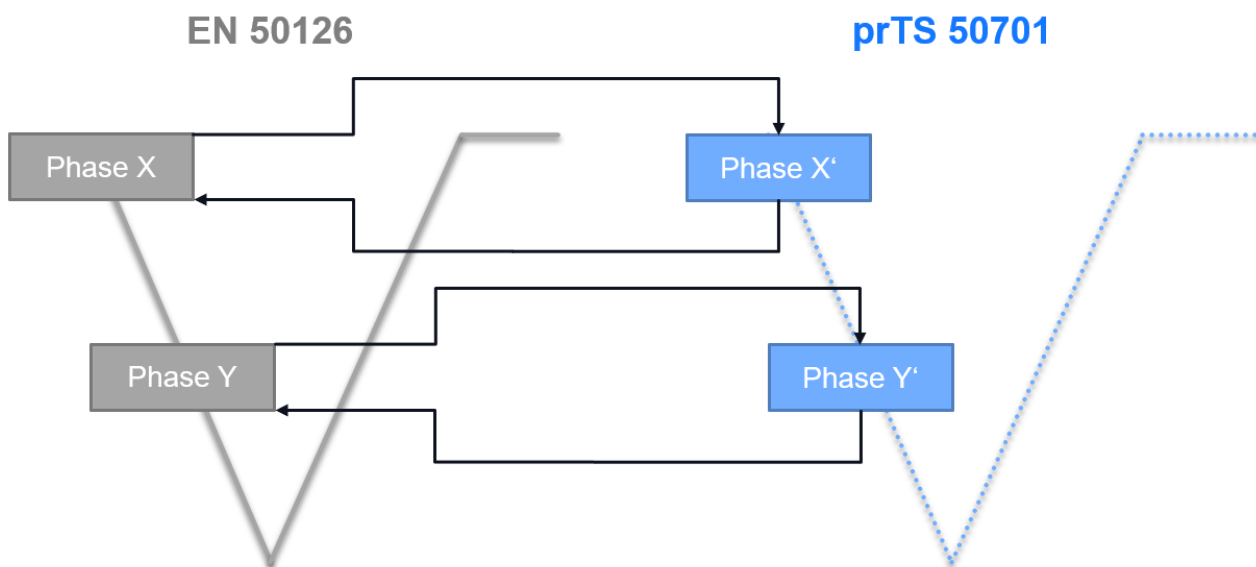 EN 50126
prTS 50701
Phase X
Phase X‘
Phase Y
Phase Y‘